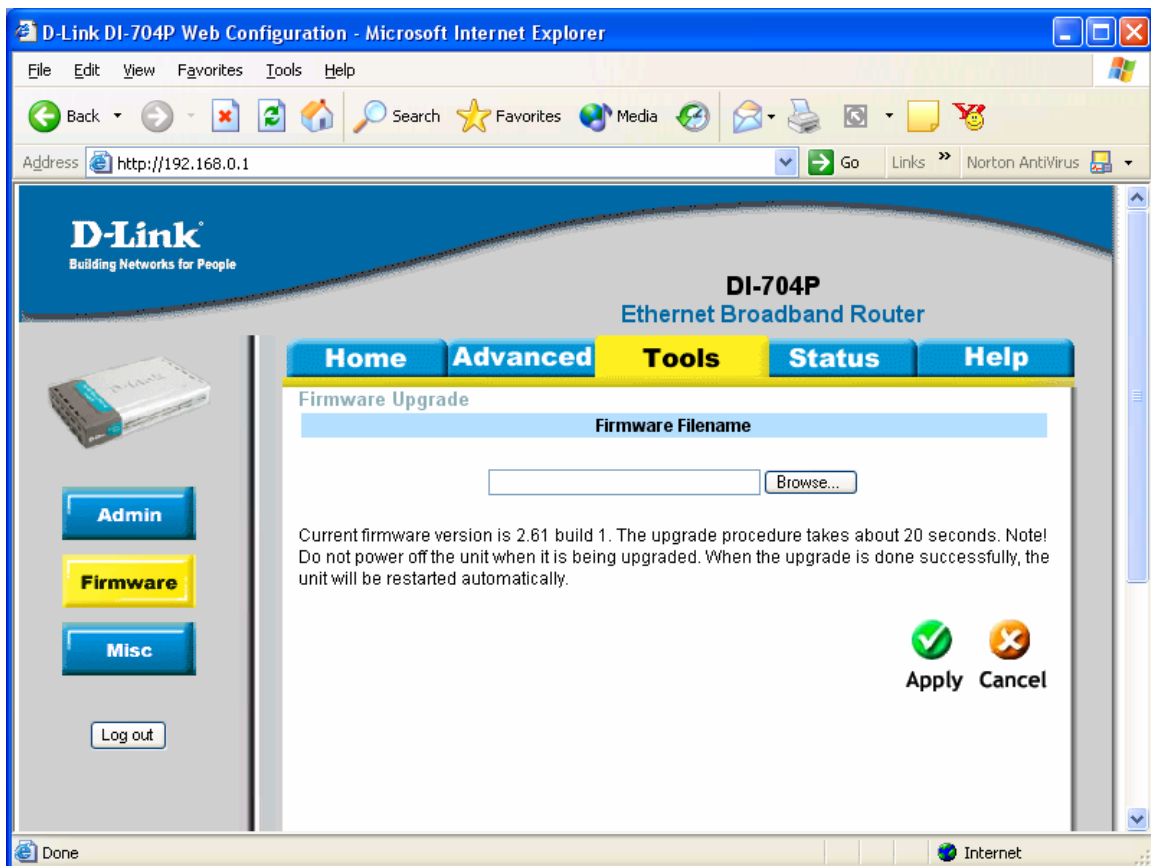 D-Link DI-704P Web Configuration - Microsoft Internet Explorer
File Edit View Favorites Tools Help
Back Search Favorites Media
Address http://192.168.0.1 Go Links » Norton AntiVirus
D-Link
Building Networks for People
DI-704P
Ethernet Broadband Router
Home Advanced Tools Status Help
Firmware Upgrade
Firmware Filename
Browse...
Current firmware version is 2.61 build 1. The upgrade procedure takes about 20 seconds. Note!
Do not power off the unit when it is being upgraded. When the upgrade is done successfully, the
unit will be restarted automatically.
Apply Cancel
D-Link
Admin
Firmware
Misc
Log out
Done Internet